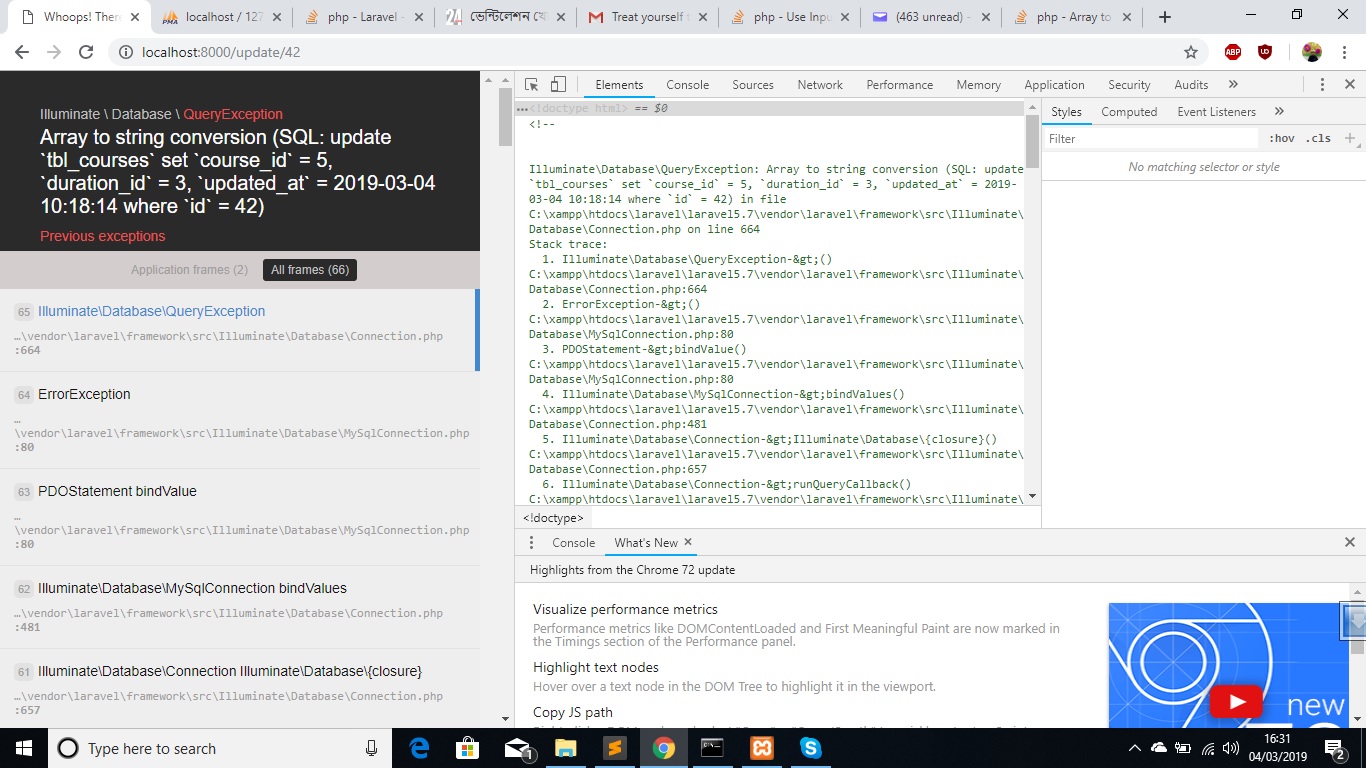 Whoops! There
localhost / 127
php - Laravel -
ভেন্টিলেশন খো
Treat yourself t
php - Use Inpu
(463 unread) -
php - Array to
localhost:8000/update/42
ABP
Illuminate \ Database \ QueryException
Array to string conversion (SQL: update
`tbl_courses` set `course_id` = 5,
`duration_id` = 3, `updated_at` = 2019-03-04
10:18:14 where `id` = 42)
Previous exceptions
Application frames (2)
All frames (66)
65 Illuminate\Database\QueryException
…\vendor\laravel\framework\src\Illuminate\Database\Connection.php
:664
64 ErrorException
…
\vendor\laravel\framework\src\Illuminate\Database\MySqlConnection.php
:80
63 PDOStatement bindValue
…
\vendor\laravel\framework\src\Illuminate\Database\MySqlConnection.php
:80
62 Illuminate\Database\MySqlConnection bindValues
…\vendor\laravel\framework\src\Illuminate\Database\Connection.php
:481
61 Illuminate\Database\Connection Illuminate\Database\{closure}
…\vendor\laravel\framework\src\Illuminate\Database\Connection.php
:657
Elements Console Sources Network Performance Memory Application Security Audits »
…<!doctype html> == $0
<!--
Illuminate\Database\QueryException: Array to string conversion (SQL: update
`tbl_courses` set `course_id` = 5, `duration_id` = 3, `updated_at` = 2019-
03-04 10:18:14 where `id` = 42) in file
C:\xampp\htdocs\laravel\laravel5.7\vendor\laravel\framework\src\Illuminate\
Database\Connection.php on line 664
Stack trace:
1. Illuminate\Database\QueryException-&gt;()
C:\xampp\htdocs\laravel\laravel5.7\vendor\laravel\framework\src\Illuminate\
Database\Connection.php:664
2. ErrorException-&gt;()
C:\xampp\htdocs\laravel\laravel5.7\vendor\laravel\framework\src\Illuminate\
Database\MySqlConnection.php:80
3. PDOStatement-&gt;bindValue()
C:\xampp\htdocs\laravel\laravel5.7\vendor\laravel\framework\src\Illuminate\
Database\MySqlConnection.php:80
4. Illuminate\Database\MySqlConnection-&gt;bindValues()
C:\xampp\htdocs\laravel\laravel5.7\vendor\laravel\framework\src\Illuminate\
Database\Connection.php:481
5. Illuminate\Database\Connection-&gt;Illuminate\Database\{closure}()
C:\xampp\htdocs\laravel\laravel5.7\vendor\laravel\framework\src\Illuminate\
Database\Connection.php:657
6. Illuminate\Database\Connection-&gt;runQueryCallback()
C:\xampp\htdocs\laravel\laravel5.7\vendor\laravel\framework\src\Illuminate\
<!doctype>
Styles Computed Event Listeners »
Filter :hov .cls +
No matching selector or style
Console What's New
Highlights from the Chrome 72 update
Visualize performance metrics
Performance metrics like DOMContentLoaded and First Meaningful Paint are now marked in
the Timings section of the Performance panel.
Highlight text nodes
Hover over a text node in the DOM Tree to highlight it in the viewport.
Copy JS path
new
Type here to search
1
16:31
04/03/2019
2